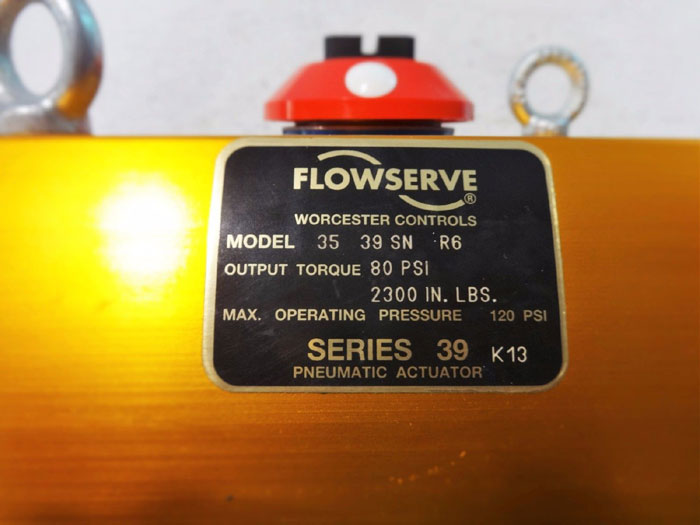 FLOWSERVE®
WORCESTER CONTROLS
MODEL 35 39 SN R6
OUTPUT TORQUE 80 PSI
2300 IN. LBS.
MAX. OPERATING PRESSURE 120 PSI
SERIES 39 K13
PNEUMATIC ACTUATOR